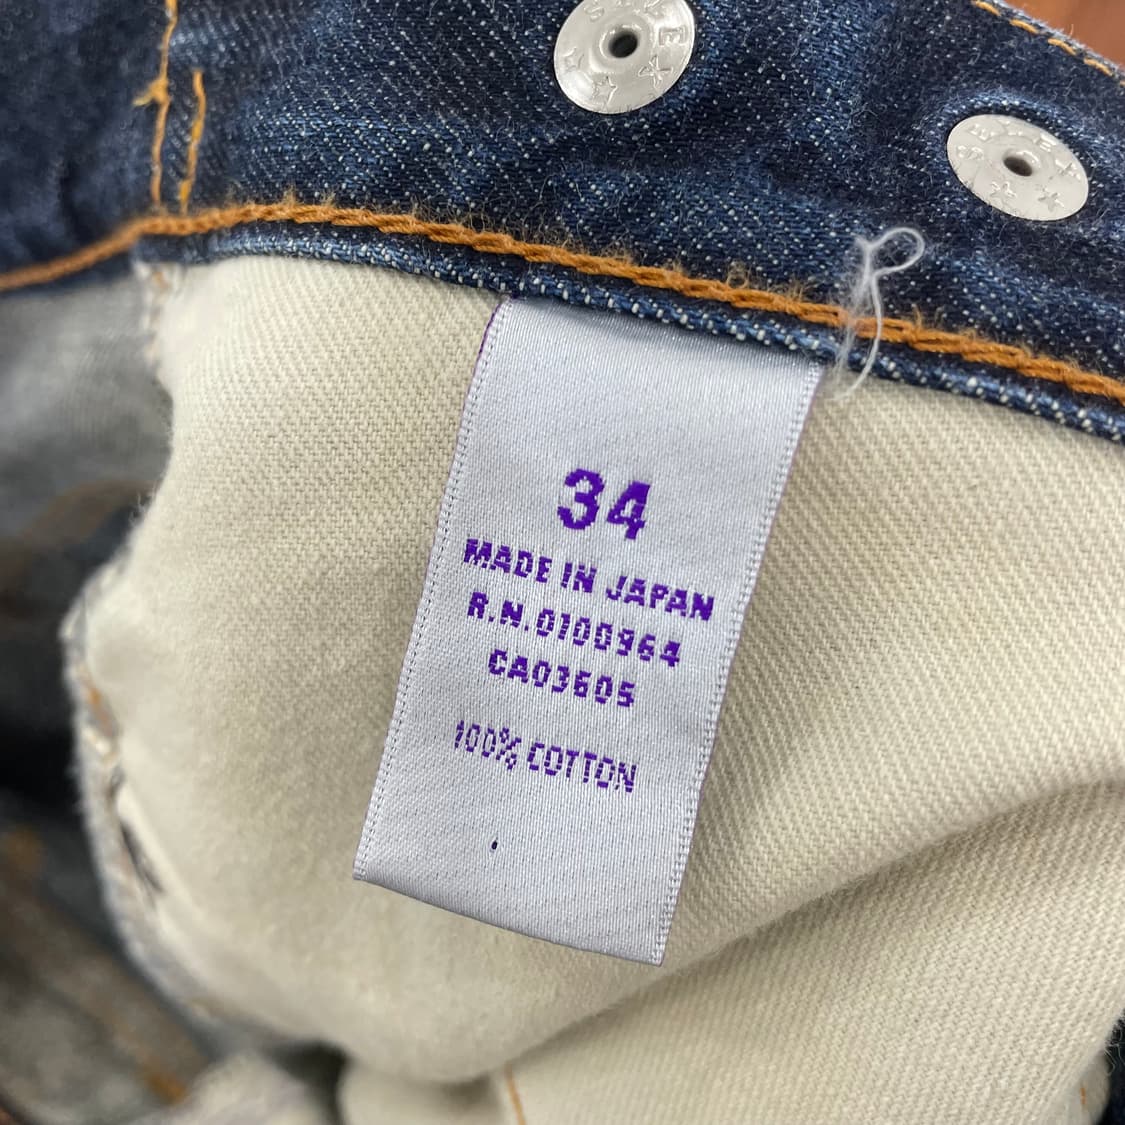 34
MADE IN JAPAN
R.N.0100964
CA03605
100% COTTON